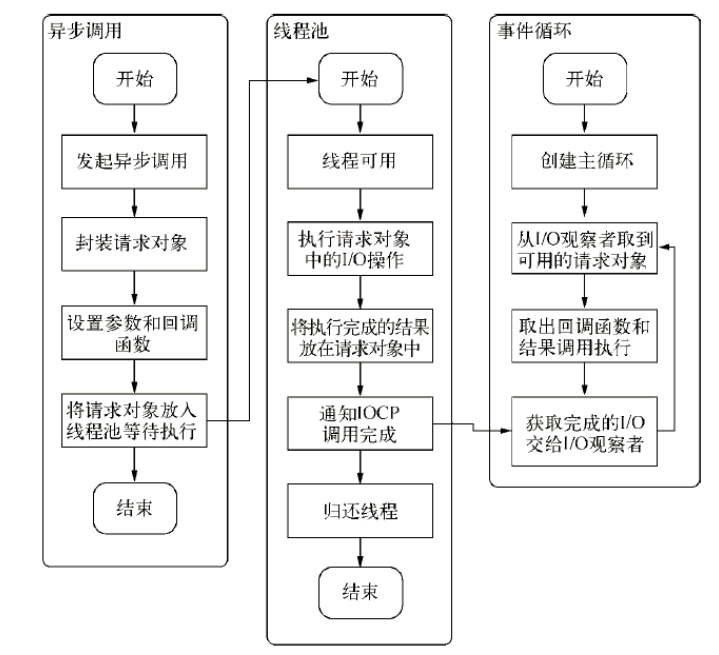 异步调用
开始
发起异步调用
封装请求对象
设置参数和回调
函数
将请求对象放入
线程池等待执行
结束
线程池
开始
线程可用
执行请求对象
中的I/O操作
将执行完成的结果
放在请求对象中
通知IOCP
调用完成
归还线程
结束
事件循环
开始
创建主循环
从I/O观察者取到
可用的请求对象
取出回调函数和
结果调用执行
获取完成的I/O
交给I/O观察者